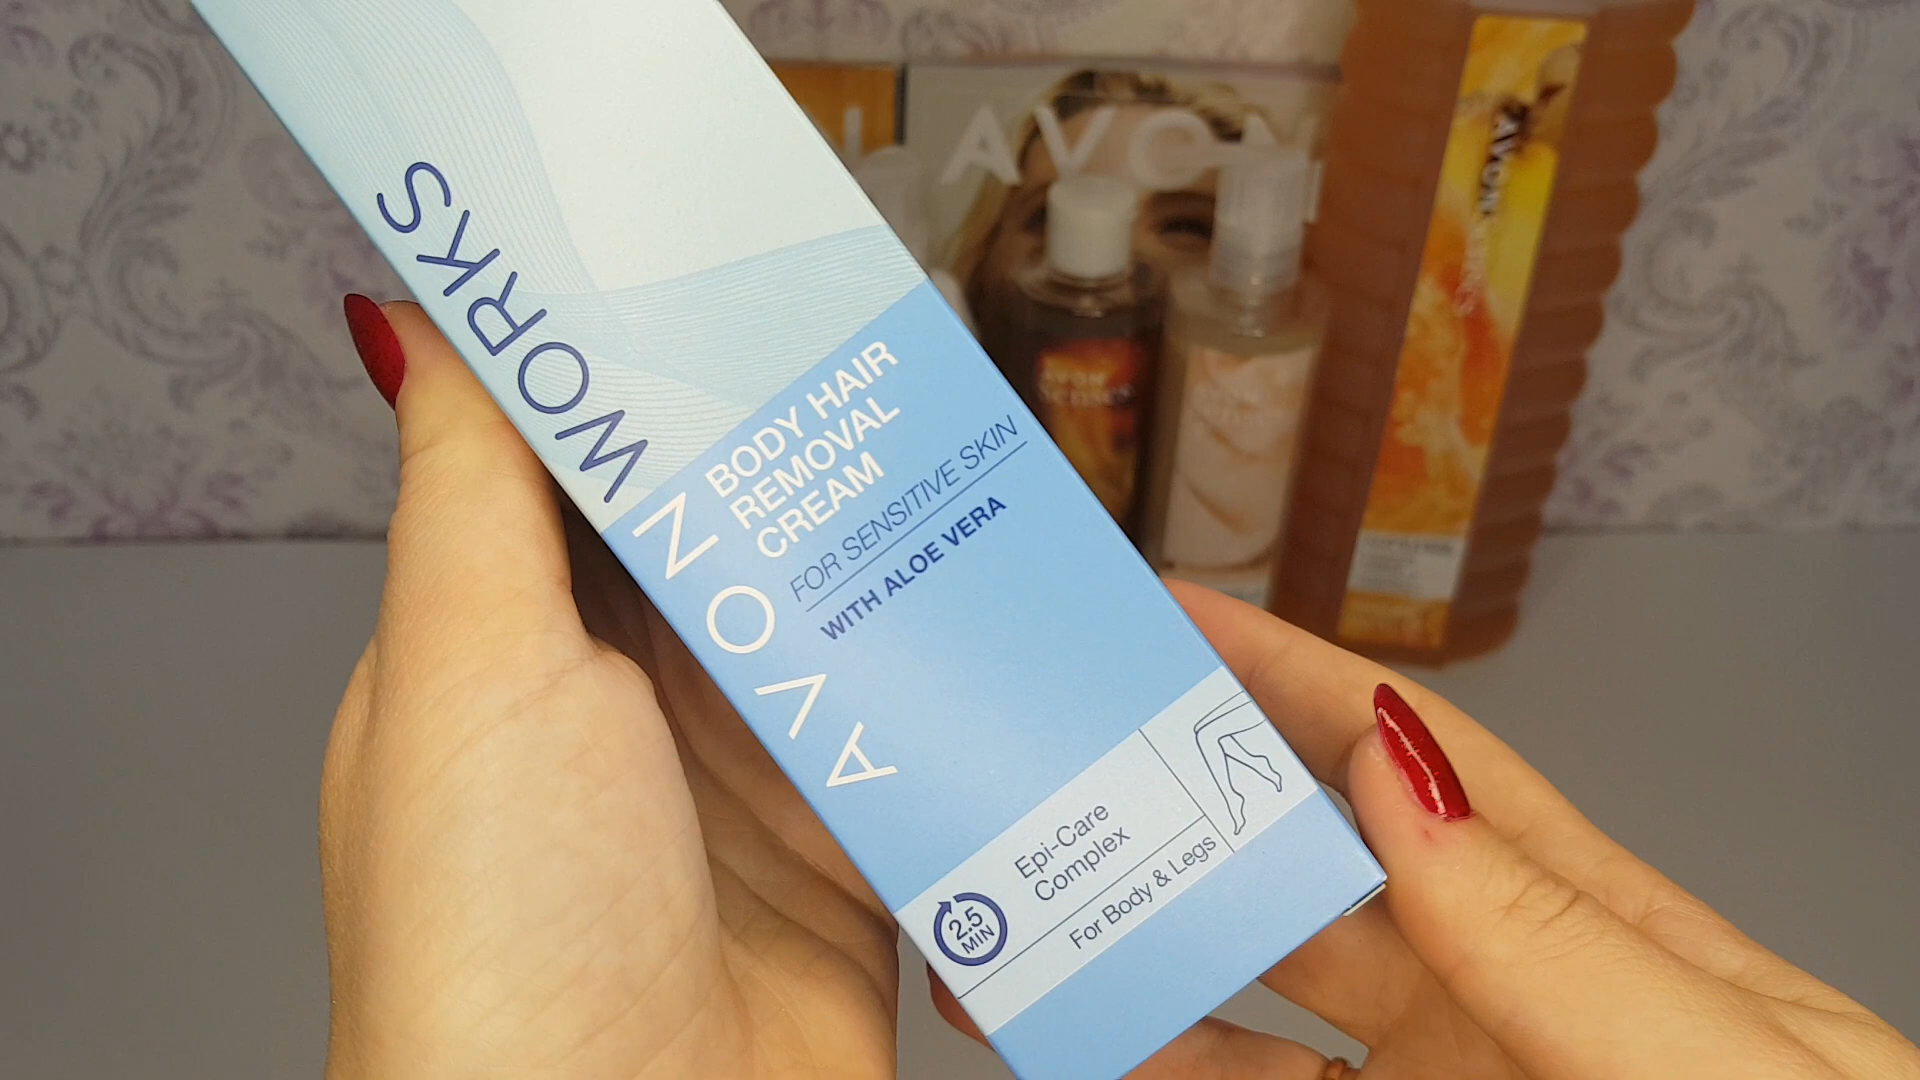 AVON WORKS
BODY HAIR
REMOVAL
CREAM
FOR SENSITIVE SKIN
WITH ALOE VERA
2.5
MIN
Epi-Care
Complex
For Body & Legs
AVON
AVON